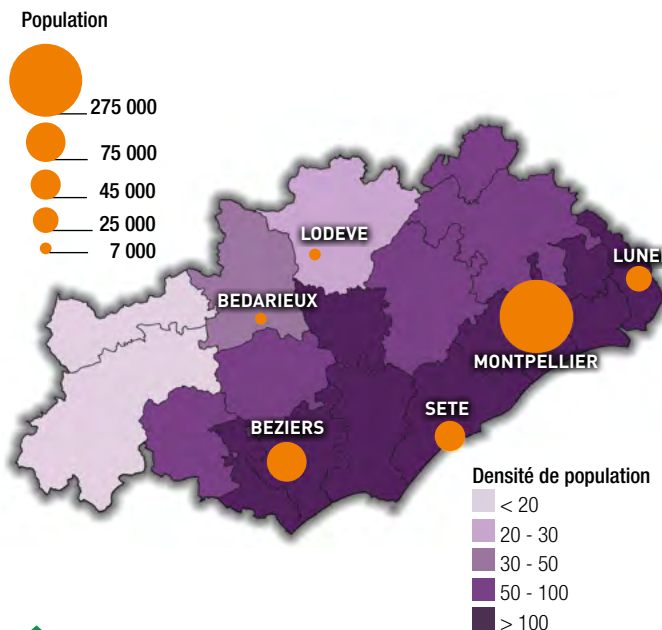 Population
275 000
75 000
45 000
25 000
7 000
LODEVE
LUNE
BEDARIEUX
MONTPELLIER
SETE
BEZIERS
Densité de population
< 20
20 - 30
30 - 50
50 - 100
> 100